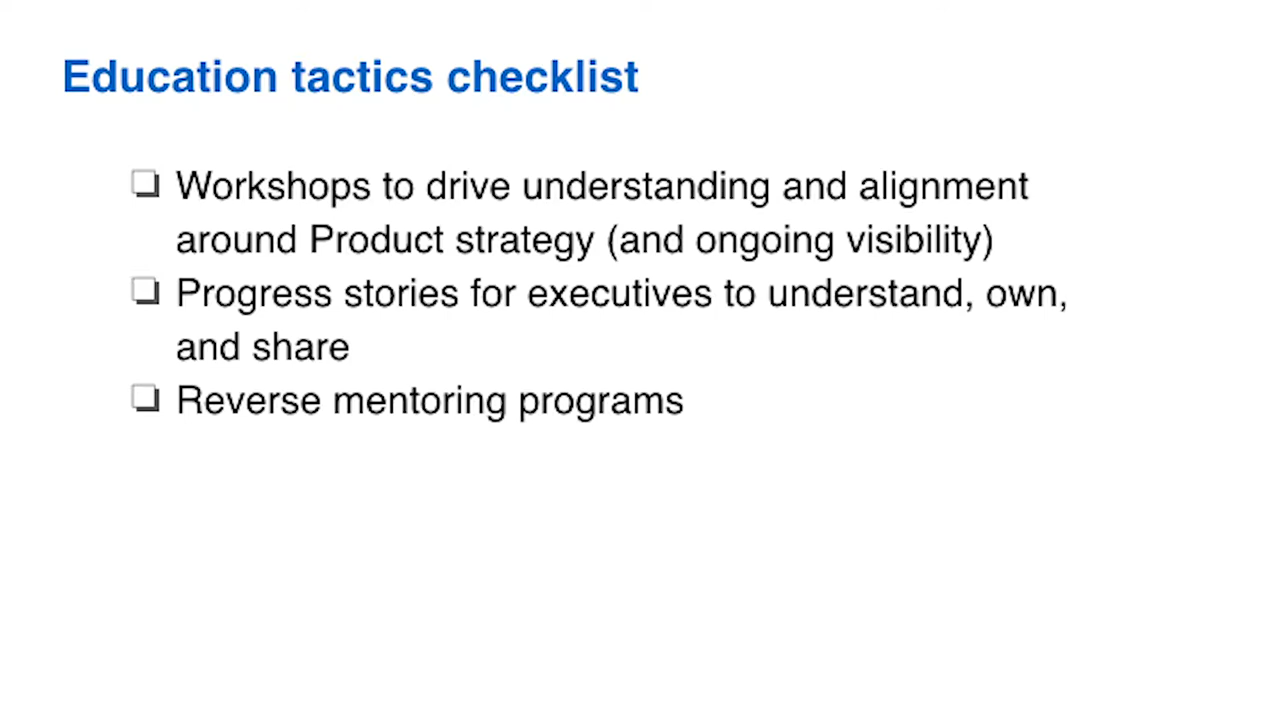 Education tactics checklist
❏ Workshops to drive understanding and alignment
around Product strategy (and ongoing visibility)
❏ Progress stories for executives to understand, own,
and share
❏ Reverse mentoring programs